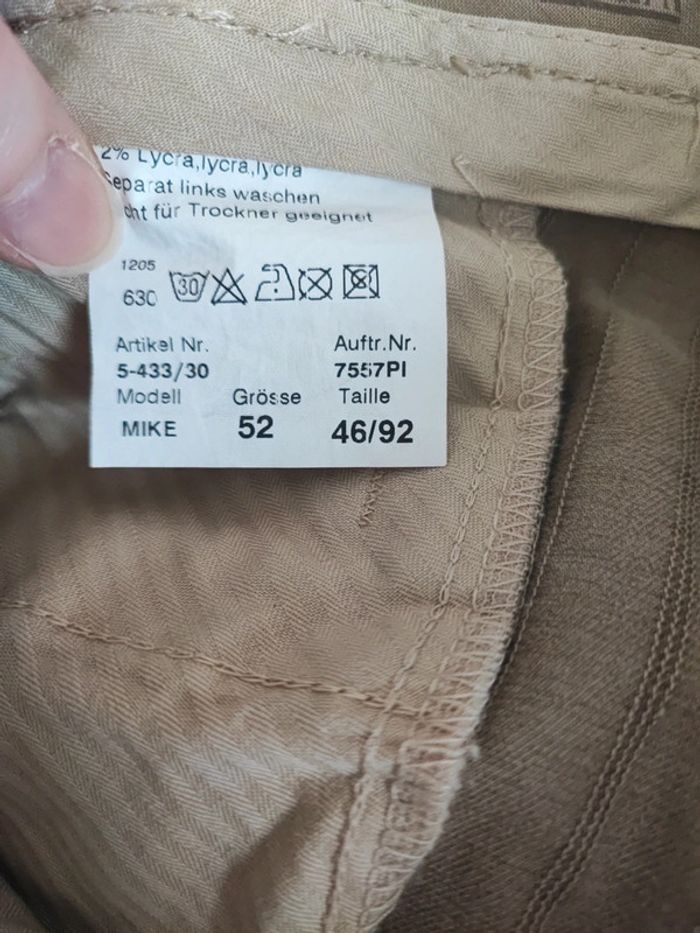 2% Lycra,lycra,lycra
separat links waschen
cht für Trockner geeignet
1205
630 30
Artikel Nr. Auftr.Nr.
5-433/30 7557PI
Modell Grösse Taille
MIKE 52 46/92